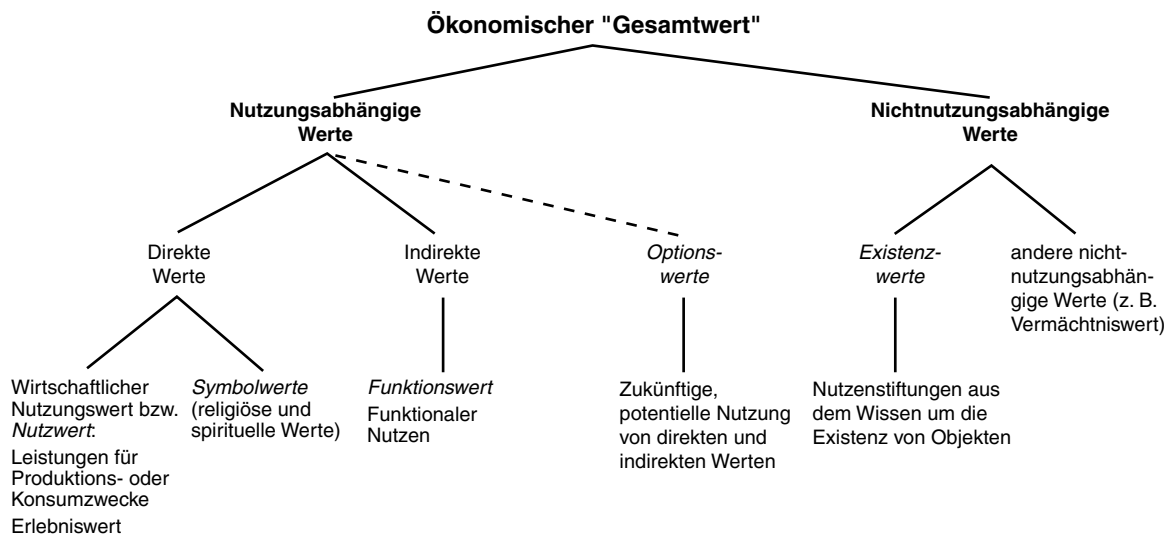 Ökonomischer "Gesamtwert"
Nutzungsabhängige
Werte
Nichtnutzungsabhängige
Werte
Direkte
Werte
Indirekte
Werte
Options-
werte
Existenz-
werte
andere nicht-
nutzungsabhän-
gige Werte (z. B.
Vermächtniswert)
Wirtschaftlicher
Nutzungswert bzw.
Nutzwert:
Leistungen für
Produktions- oder
Konsumzwecke
Erlebniswert
Symbolwerte
(religiöse und
spirituelle Werte)
Funktionswert
Funktionaler
Nutzen
Zukünftige,
potentielle Nutzung
von direkten und
indirekten Werten
Nutzenstiftungen aus
dem Wissen um die
Existenz von Objekten